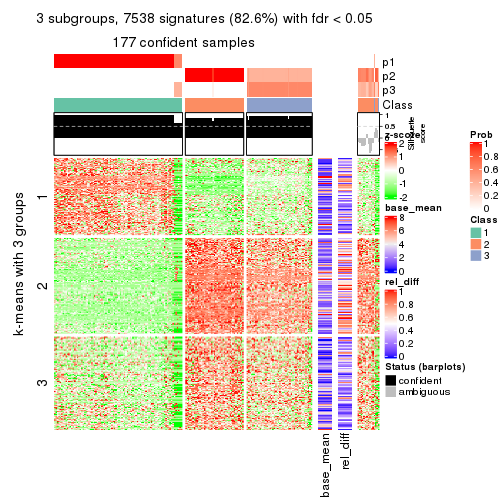 3 subgroups, 7538 signatures (82.6%) with fdr < 0.05
177 confident samples
p1
p2
p3
Class
1
0.5
0
Silhouette
score
k-means with 3 groups
1
2
3
base_mean
rel_diff
z-score
2
1
0
-1
-2
base_mean
8
6
4
2
0
rel_diff
1
0.8
0.6
0.4
0.2
0
Status (barplots)
confident
ambiguous
Prob
1
0.8
0.6
0.4
0.2
0
Class
1
2
3